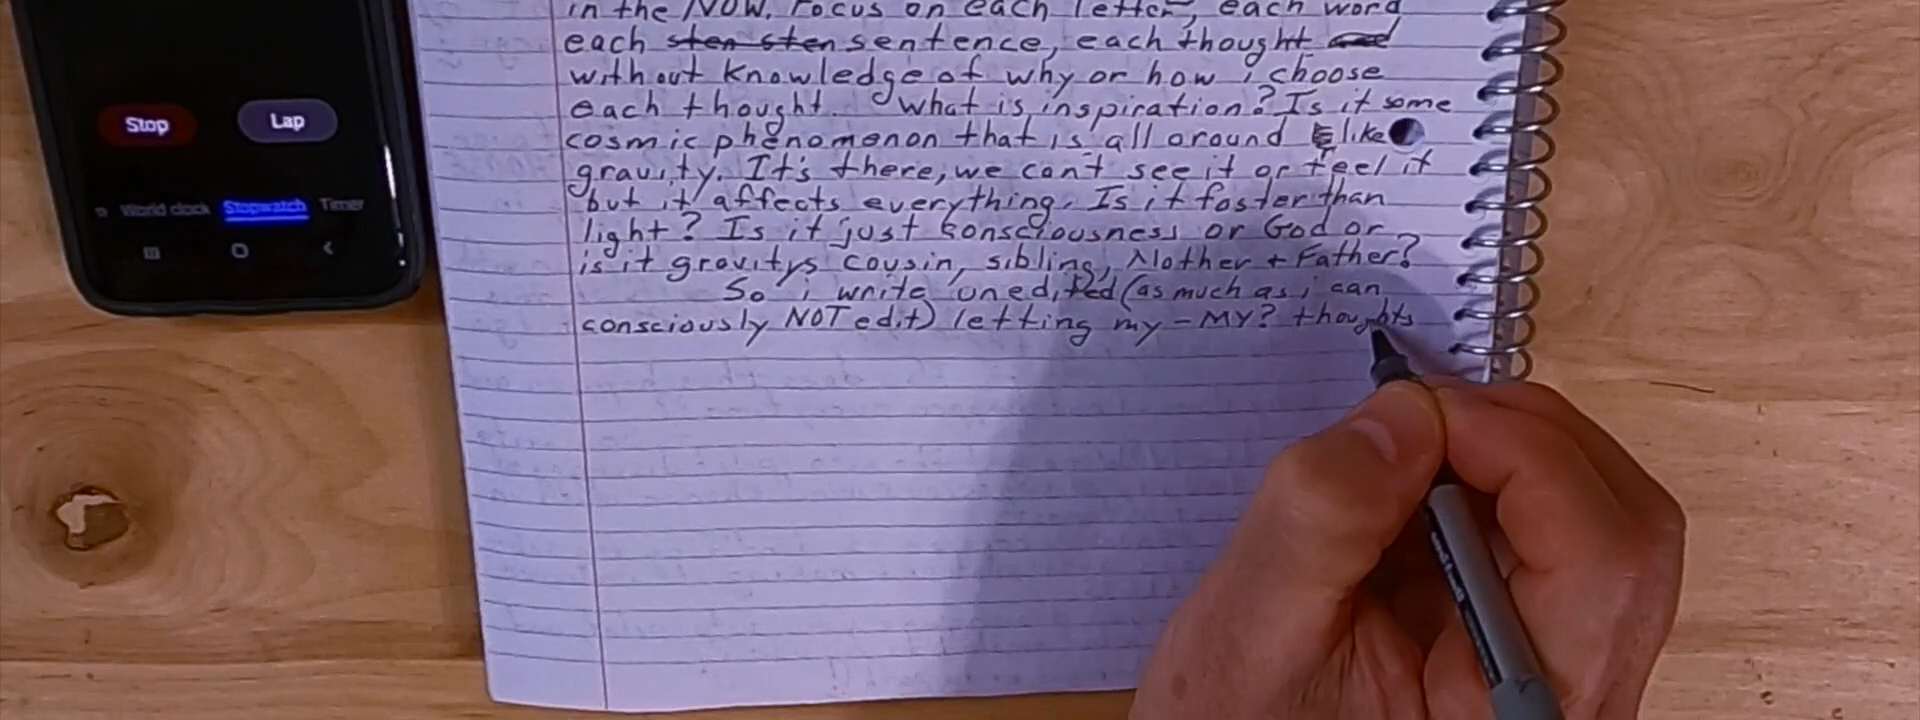 Stop
Lap
World clock
Stopwatch
Timer
in the NOW. Focus on each letter, each word
each sten sten sentence, each thought and
without knowledge of why or how i choose
each thought. What is inspiration? Is it some
cosmic phenomenon that is all around like
gravity. It's there, we can't see it or feel it
but it affects everything. Is it faster than
light? Is it just consciousness or God or
is it gravitys cousin, sibling, Mother + Father?
So i write unedited (as much as i can
consciously NOT edit) letting my - MY? thoughts